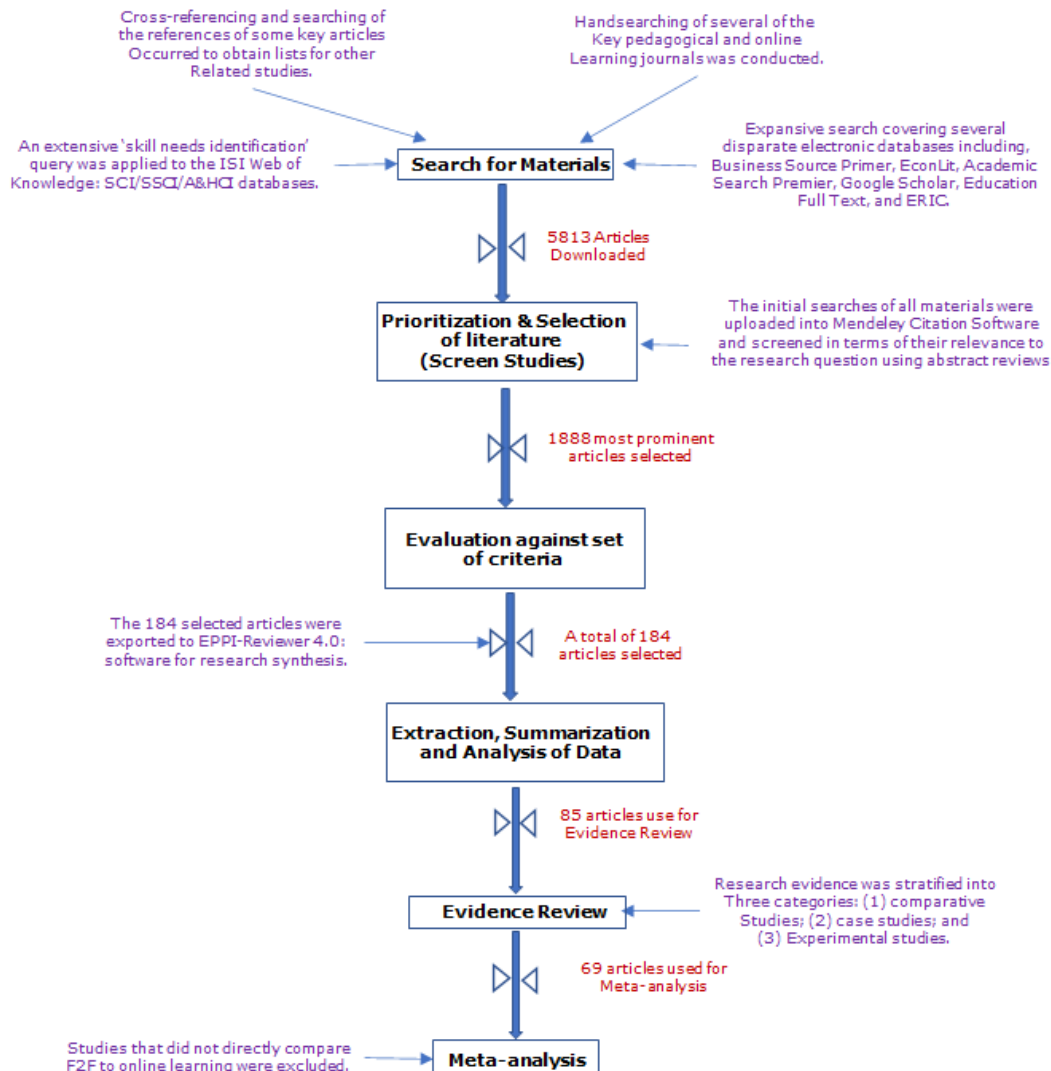 Cross-referencing and searching of
the references of some key articles
Occurred to obtain lists for other
Related studies.
Handsearching of several of the
Key pedagogical and online
Learning journals was conducted.
An extensive ‘skill needs identification’
query was applied to the ISI Web of
Knowledge: SCI/SSCI/A&HCI databases.
Search for Materials
Expansive search covering several
disparate electronic databases including,
Business Source Primer, EconLit, Academic
Search Premier, Google Scholar, Education
Full Text, and ERIC.
5813 Articles
Downloaded
Prioritization & Selection
of literature
(Screen Studies)
The initial searches of all materials were
uploaded into Mendeley Citation Software
and screened in terms of their relevance to
the research question using abstract reviews
1888 most prominent
articles selected
Evaluation against set
of criteria
The 184 selected articles were
exported to EPPI-Reviewer 4.0:
software for research synthesis.
A total of 184
articles selected
Extraction, Summarization
and Analysis of Data
85 articles use for
Evidence Review
Evidence Review
Research evidence was stratified into
Three categories: (1) comparative
Studies; (2) case studies; and
(3) Experimental studies.
69 articles used for
Meta-analysis
Studies that did not directly compare
F2F to online learning were excluded.
Meta-analysis